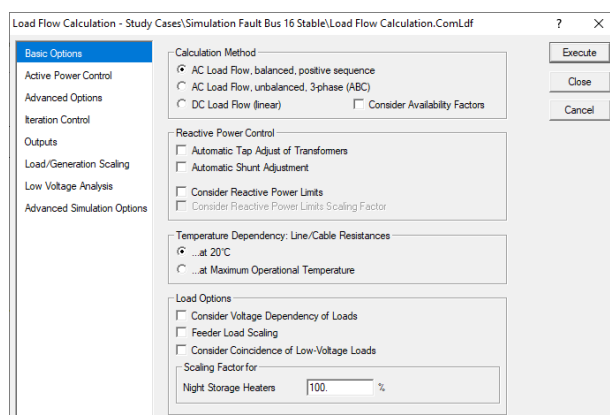 Load Flow Calculation - Study Cases\Simulation Fault Bus 16 Stable\Load Flow Calculation.ComLdf ? ×
Basic Options
Active Power Control
Advanced Options
Iteration Control
Outputs
Load/Generation Scaling
Low Voltage Analysis
Advanced Simulation Options
Calculation Method
AC Load Flow, balanced, positive sequence
AC Load Flow, unbalanced, 3-phase (ABC)
DC Load Flow (linear) Consider Availability Factors
Reactive Power Control
Automatic Tap Adjust of Transformers
Automatic Shunt Adjustment
Consider Reactive Power Limits
Consider Reactive Power Limits Scaling Factor
Temperature Dependency: Line/Cable Resistances
...at 20°C
...at Maximum Operational Temperature
Load Options
Consider Voltage Dependency of Loads
Feeder Load Scaling
Consider Coincidence of Low-Voltage Loads
Scaling Factor for
Night Storage Heaters 100. %
Execute
Close
Cancel